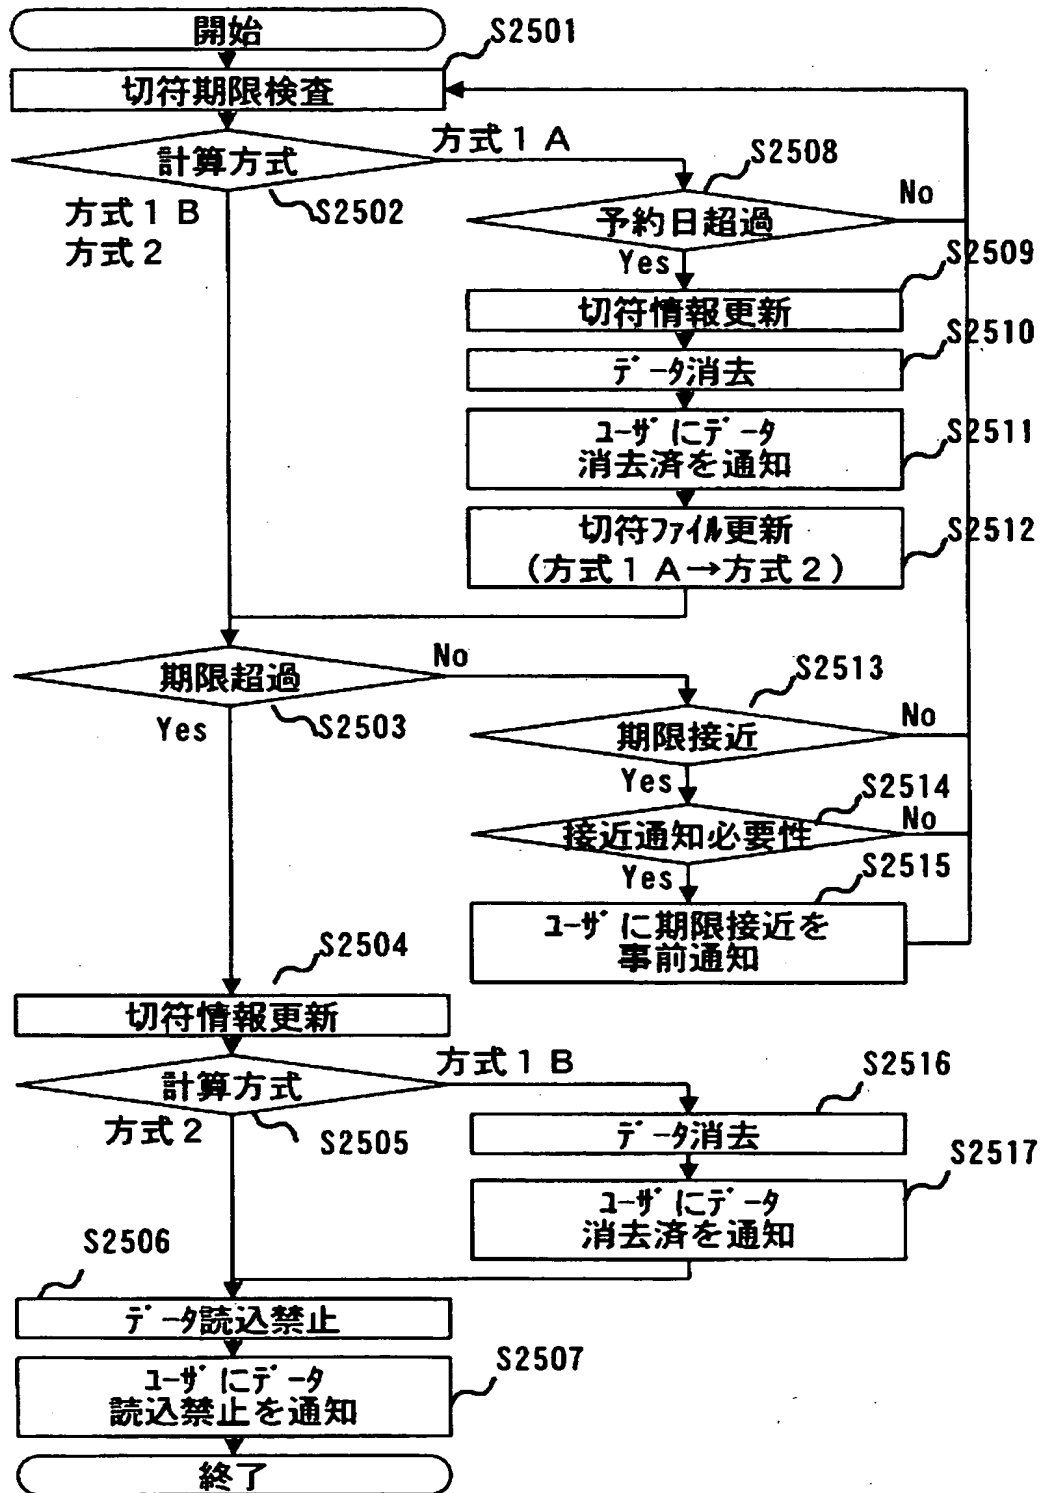 開始
S2501
切符期限検査
計算方式
方式1A
S2502
方式1B
方式2
S2508
予約日超過
No
Yes
S2509
切符情報更新
S2510
データ消去
S2511
ユーザにデータ
消去済を通知
S2512
切符ファイル更新
(方式1A→方式2)
期限超過
No
S2503
Yes
S2513
期限接近
No
Yes
S2514
接近通知必要性
No
Yes
S2515
ユーザに期限接近を
事前通知
S2504
切符情報更新
計算方式
方式1B
方式2
S2505
S2516
データ消去
S2517
ユーザにデータ
消去済を通知
S2506
データ読込禁止
S2507
ユーザにデータ
読込禁止を通知
終了